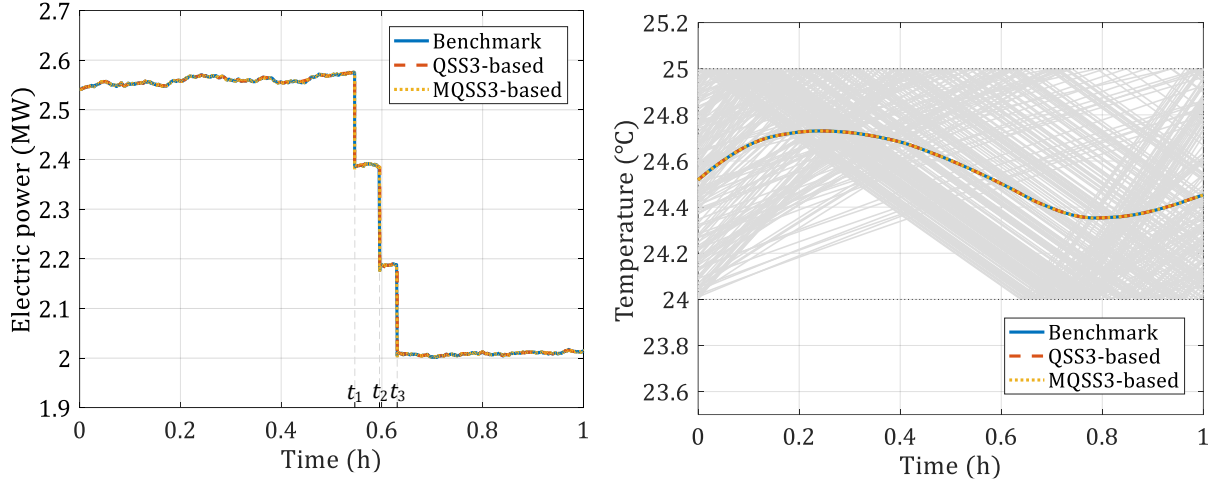 2.7
2.6
2.5
2.4
2.3
2.2
2.1
2
1.9
Electric power (MW)
Benchmark
QSS3-based
MQSS3-based
t1 t2 t3
0 0.2 0.4 0.6 0.8 1
Time (h)
25.2
25
24.8
24.6
24.4
24.2
24
23.8
23.6
Temperature (℃)
Benchmark
QSS3-based
MQSS3-based
0 0.2 0.4 0.6 0.8 1
Time (h)